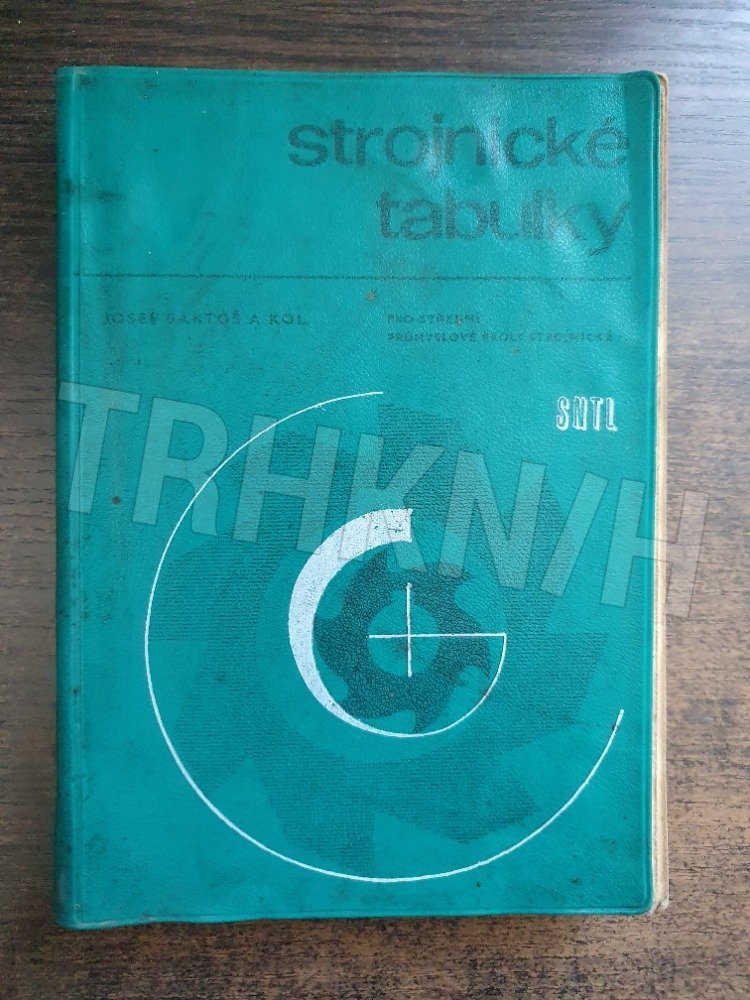 strojnické
tabulky
JOSEF BARTOŠ A KOL.
PRO STŘEDNÍ
PRŮMYSLOVÉ ŠKOLY STROJNICKÉ
SNTL
TRHKNIH